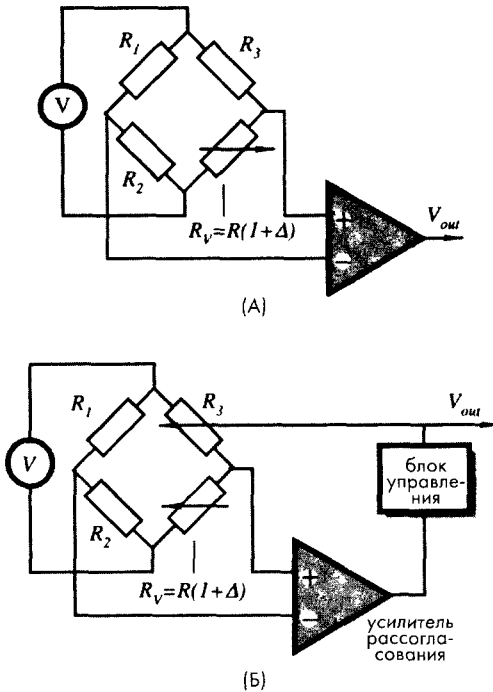 R1
R3
V
R2
RV=R(1+Δ)
+
−
Vout
(А)
R1
R3
Vout
V
блок
управле-
ния
R2
RV=R(1+Δ)
+
−
усилитель
рассогла-
сования
(Б)